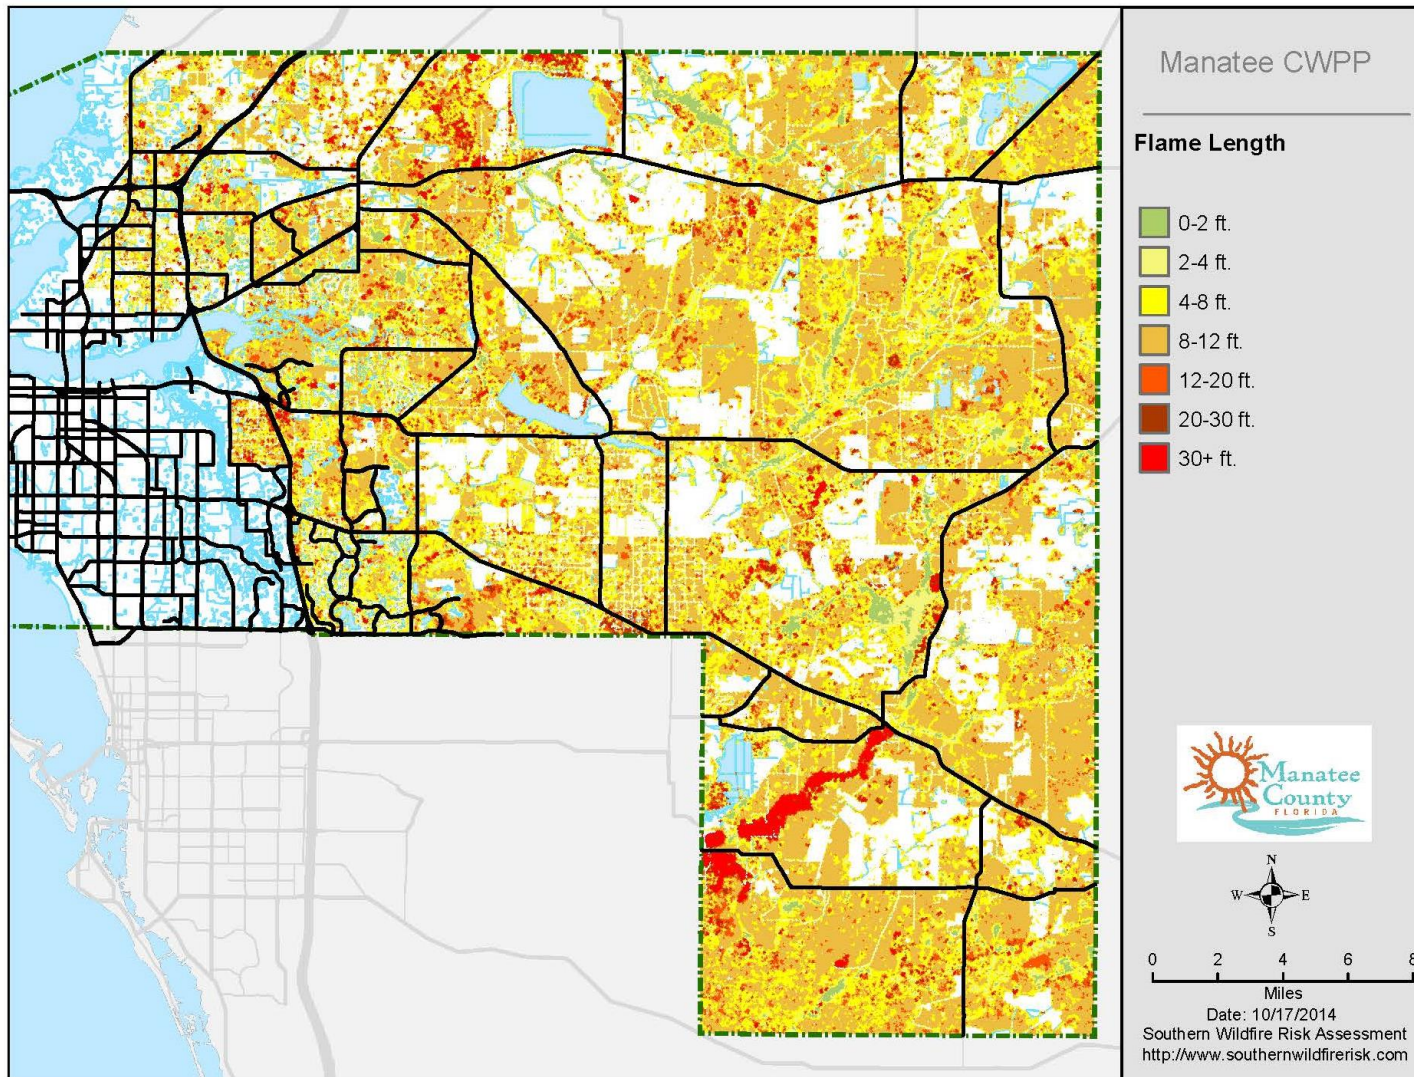 Manatee CWPP
Flame Length
0-2 ft.
2-4 ft.
4-8 ft.
8-12 ft.
12-20 ft.
20-30 ft.
30+ ft.
Manatee
County
FLORIDA
N
W E
S
0 2 4 6 8
Miles
Date: 10/17/2014
Southern Wildfire Risk Assessment
http://www.southernwildfirerisk.com